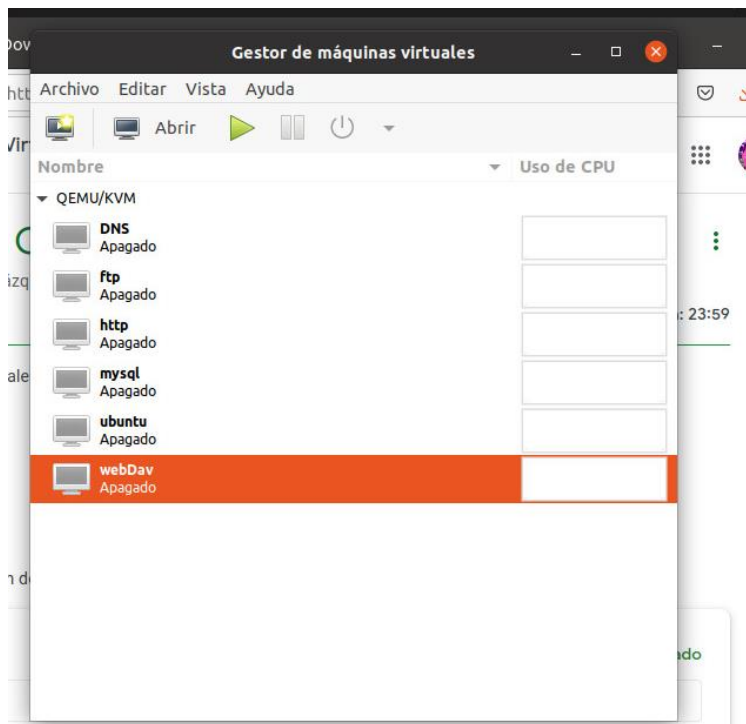 Gestor de máquinas virtuales
Archivo Editar Vista Ayuda
Abrir
Nombre Uso de CPU
QEMU/KVM
DNS
Apagado
ftp
Apagado
: 23:59
http
Apagado
mysql
Apagado
ubuntu
Apagado
webDav
Apagado